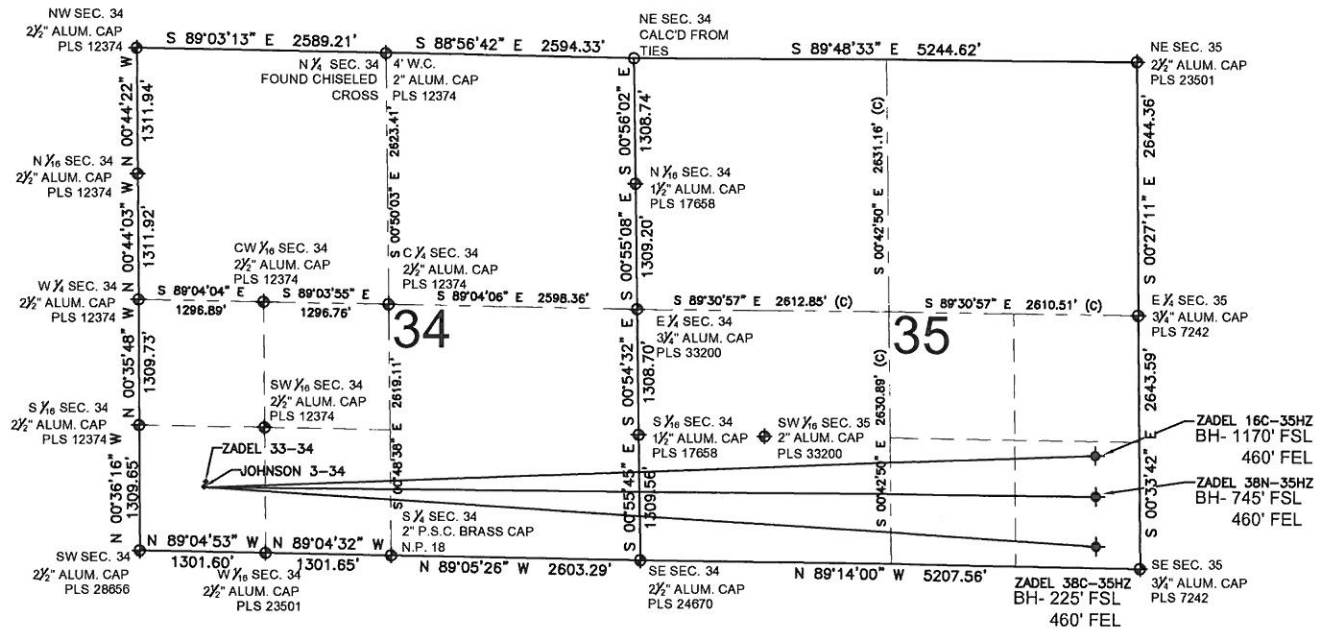 NW SEC. 34
2½" ALUM. CAP
PLS 12374
S 89°03'13" E 2589.21'
S 88°56'42" E 2594.33'
NE SEC. 34
CALC'D FROM
TIES
S 89°48'33" E 5244.62'
NE SEC. 35
2½" ALUM. CAP
PLS 23501
N ¼ SEC. 34
FOUND CHISELED
CROSS
4' W.C.
2" ALUM. CAP
PLS 12374
N 00°44'22" W
1311.94'
S 00°50'03" E 2623.41'
S 00°56'02" E
1308.74'
S 00°42'50" E 2631.16' (C)
S 00°27'11" E 2644.36'
N 1/16 SEC. 34
2½" ALUM. CAP
PLS 12374
N 1/16 SEC. 34
1½" ALUM. CAP
PLS 17658
N 00°44'03" W
1311.92'
CW 1/16 SEC. 34
2½" ALUM. CAP
PLS 12374
C ¼ SEC. 34
2½" ALUM. CAP
PLS 12374
S 00°55'08" E
1309.20'
W ¼ SEC. 34
2½" ALUM. CAP
PLS 12374
S 89°04'04" E
1296.89'
S 89°03'55" E
1296.76'
S 89°04'06" E 2598.36'
S 89°30'57" E 2612.85' (C)
S 89°30'57" E 2610.51' (C)
34
35
E ¼ SEC. 34
3¼" ALUM. CAP
PLS 33200
E ¼ SEC. 35
3¼" ALUM. CAP
PLS 7242
N 00°35'48" W
1309.73'
S 00°48'38" E 2619.11'
S 00°54'32" E
1308.70'
S 00°42'50" E 2630.89' (C)
S 00°33'42" E 2643.59'
S 1/16 SEC. 34
2½" ALUM. CAP
PLS 12374
SW 1/16 SEC. 34
2½" ALUM. CAP
PLS 12374
S 1/16 SEC. 34
1½" ALUM. CAP
PLS 17658
SW 1/16 SEC. 35
2" ALUM. CAP
PLS 33200
ZADEL 16C-35HZ
BH- 1170' FSL
460' FEL
ZADEL 33-34
JOHNSON 3-34
ZADEL 38N-35HZ
BH- 745' FSL
460' FEL
N 00°36'16" W
1309.65'
S 00°55'45" E
1309.56'
S ¼ SEC. 34
2" P.S.C. BRASS CAP
N.P. 18
SW SEC. 34
2½" ALUM. CAP
PLS 28656
N 89°04'53" W
1301.60'
N 89°04'32" W
1301.65'
W 1/16 SEC. 34
2½" ALUM. CAP
PLS 23501
N 89°05'26" W 2603.29'
SE SEC. 34
2½" ALUM. CAP
PLS 24670
N 89°14'00" W 5207.56'
ZADEL 38C-35HZ
BH- 225' FSL
460' FEL
SE SEC. 35
3¼" ALUM. CAP
PLS 7242